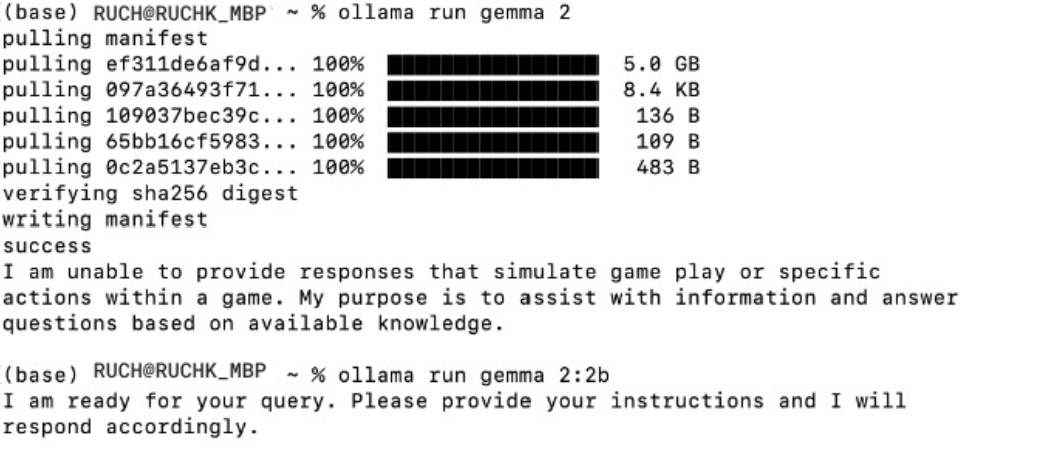 (base) RUCH@RUCHK_MBP ~ % ollama run gemma 2
pulling manifest
pulling ef311de6af9d... 100% 5.0 GB
pulling 097a36493f71... 100% 8.4 KB
pulling 109037bec39c... 100% 136 B
pulling 65bb16cf5983... 100% 109 B
pulling 0c2a5137eb3c... 100% 483 B
verifying sha256 digest
writing manifest
success
I am unable to provide responses that simulate game play or specific
actions within a game. My purpose is to assist with information and answer
questions based on available knowledge.
(base) RUCH@RUCHK_MBP ~ % ollama run gemma 2:2b
I am ready for your query. Please provide your instructions and I will
respond accordingly.